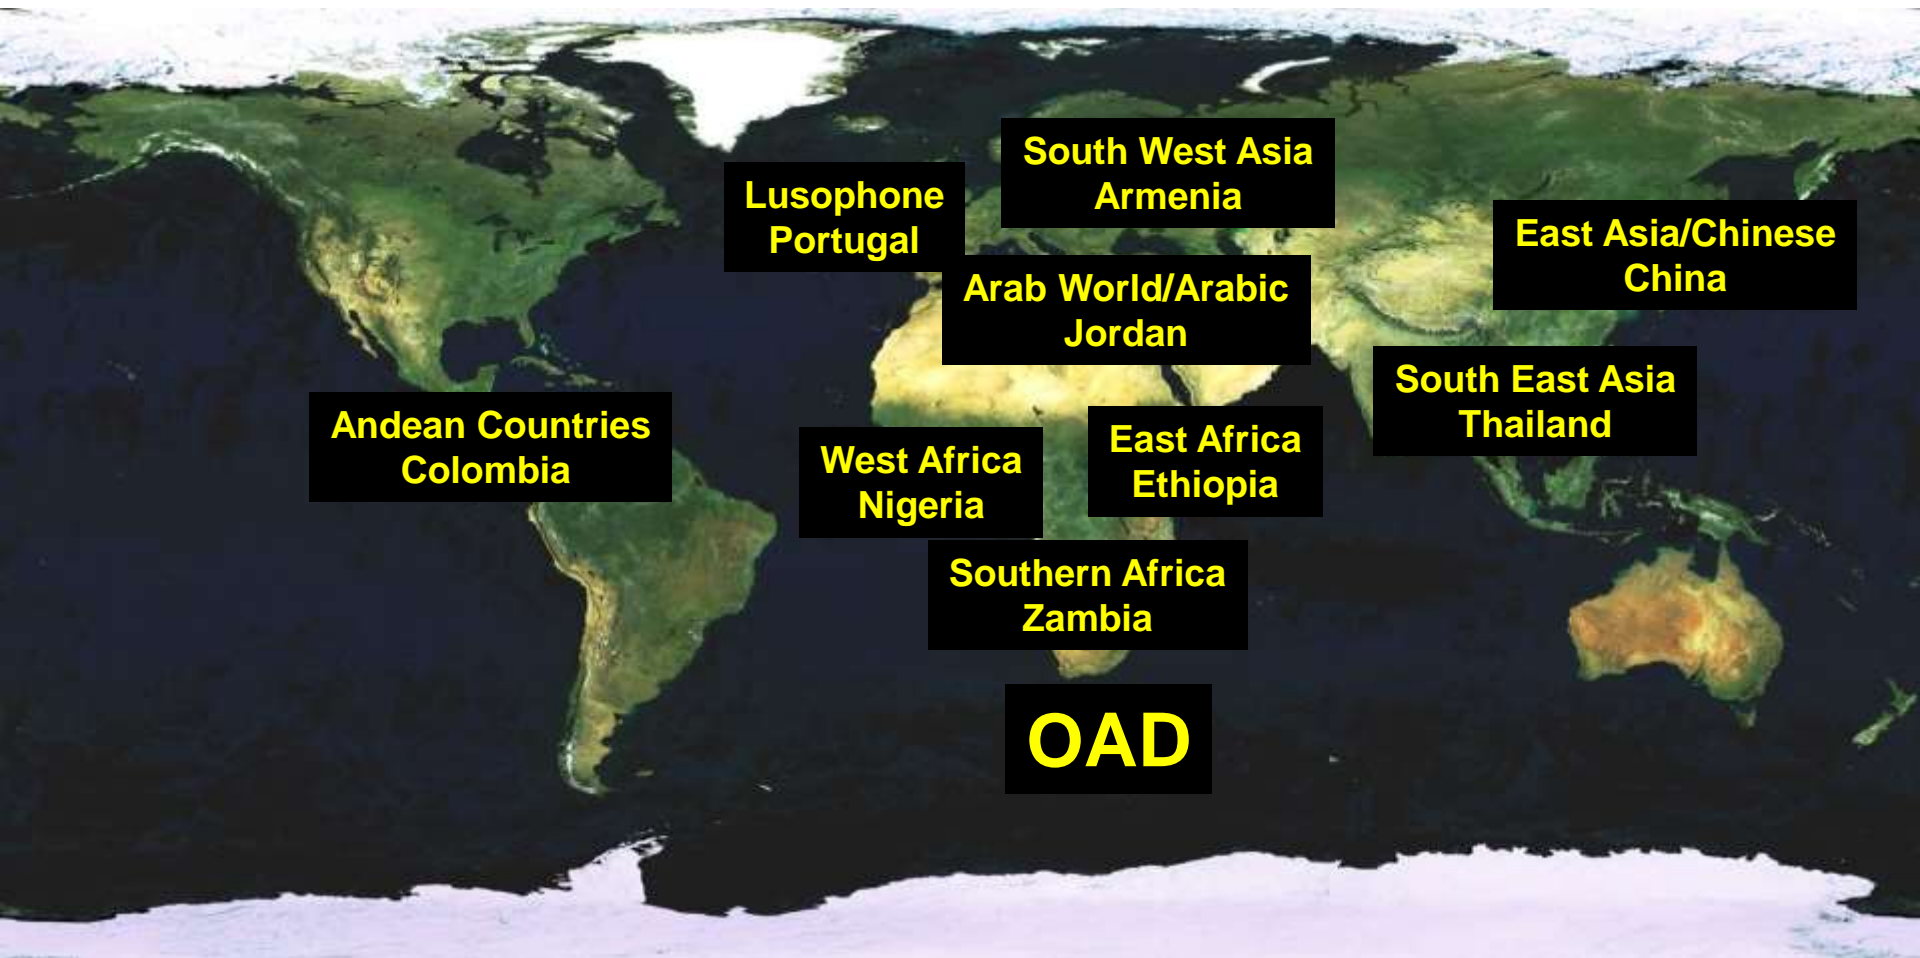 South West Asia
Armenia
Lusophone
Portugal
East Asia/Chinese
China
Arab World/Arabic
Jordan
South East Asia
Thailand
Andean Countries
Colombia
East Africa
Ethiopia
West Africa
Nigeria
Southern Africa
Zambia
OAD